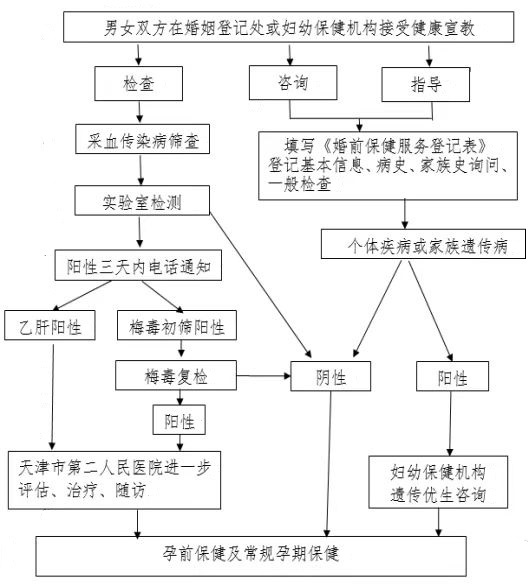 男女双方在婚姻登记处或妇幼保健机构接受健康宣教
检查
咨询
指导
采血传染病筛查
填写《婚前保健服务登记表》
登记基本信息、病史、家族史询问、
一般检查
实验室检测
个体疾病或家族遗传病
阳性三天内电话通知
乙肝阳性
梅毒初筛阳性
梅毒复检
阴性
阳性
阳性
天津市第二人民医院进一步
评估、治疗、随访
妇幼保健机构
遗传优生咨询
孕前保健及常规孕期保健